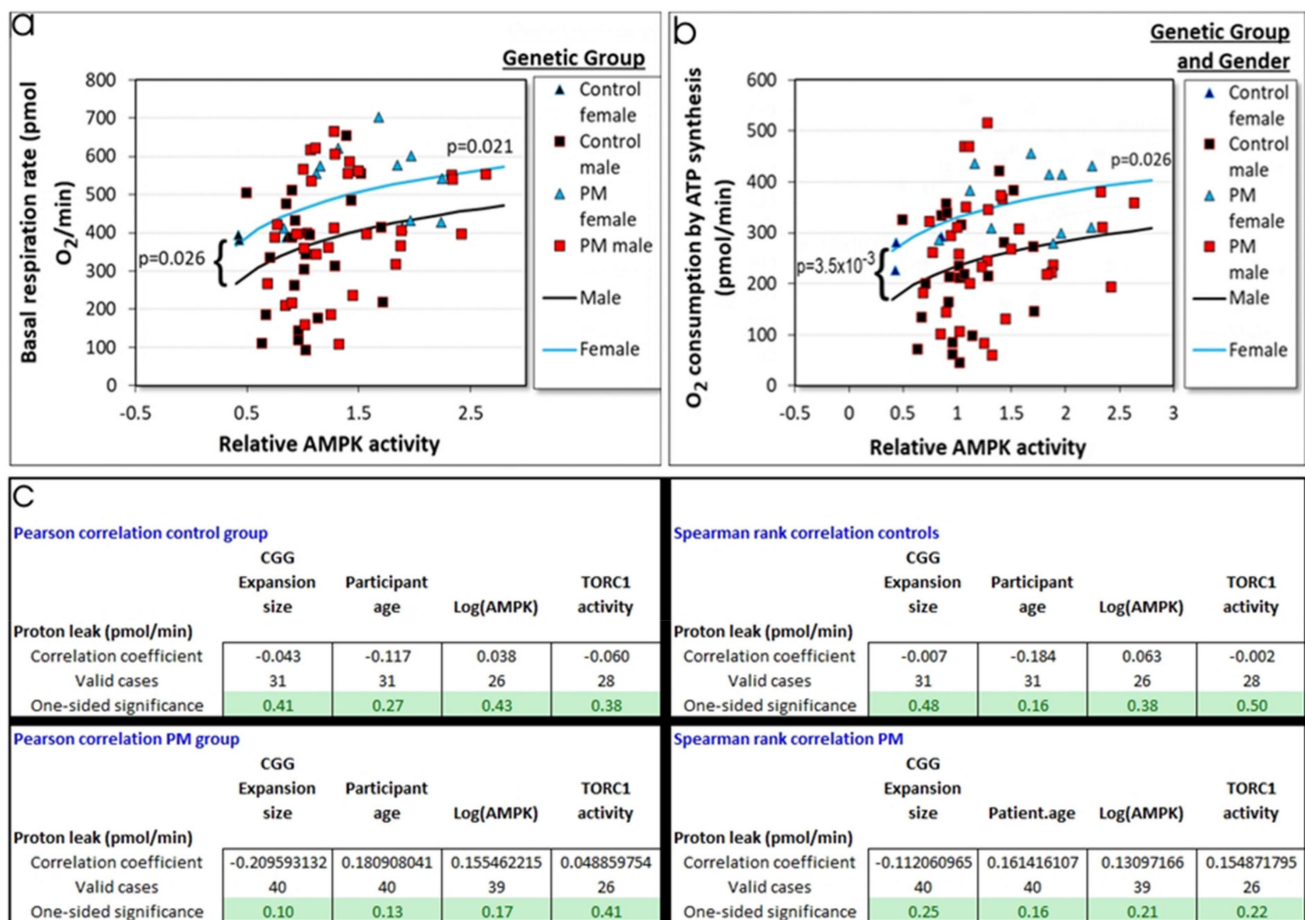 a
Genetic Group
Basal respiration rate (pmol
O2/min)
800
700
600
500
400
300
200
100
0
-0.5
0.5
1.5
2.5
Relative AMPK activity
p=0.021
p=0.026
Control
female
Control
male
PM
female
PM male
Male
Female
b
Genetic Group
and Gender
O2 consumption by ATP synthesis
(pmol/min)
600
500
400
300
200
100
0
-0.5
0
0.5
1
1.5
2
2.5
3
Relative AMPK activity
p=0.026
p=3.5x10-3
Control
female
Control
male
PM
female
PM
male
Male
Female
c
Pearson correlation control group
CGG
Expansion Participant TORC1
size age Log(AMPK) activity
Proton leak (pmol/min)
Correlation coefficient -0.043 -0.117 0.038 -0.060
Valid cases 31 31 26 28
One-sided significance 0.41 0.27 0.43 0.38
Spearman rank correlation controls
CGG
Expansion Participant TORC1
size age Log(AMPK) activity
Proton leak (pmol/min)
Correlation coefficient -0.007 -0.184 0.063 -0.002
Valid cases 31 31 26 28
One-sided significance 0.48 0.16 0.38 0.50
Pearson correlation PM group
CGG
Expansion Participant TORC1
size age Log(AMPK) activity
Proton leak (pmol/min)
Correlation coefficient -0.209593132 0.180908041 0.155462215 0.048859754
Valid cases 40 40 39 26
One-sided significance 0.10 0.13 0.17 0.41
Spearman rank correlation PM
CGG
Expansion TORC1
size Patient.age Log(AMPK) activity
Proton leak (pmol/min)
Correlation coefficient -0.112060965 0.161416107 0.13097166 0.154871795
Valid cases 40 40 39 26
One-sided significance 0.25 0.16 0.21 0.22